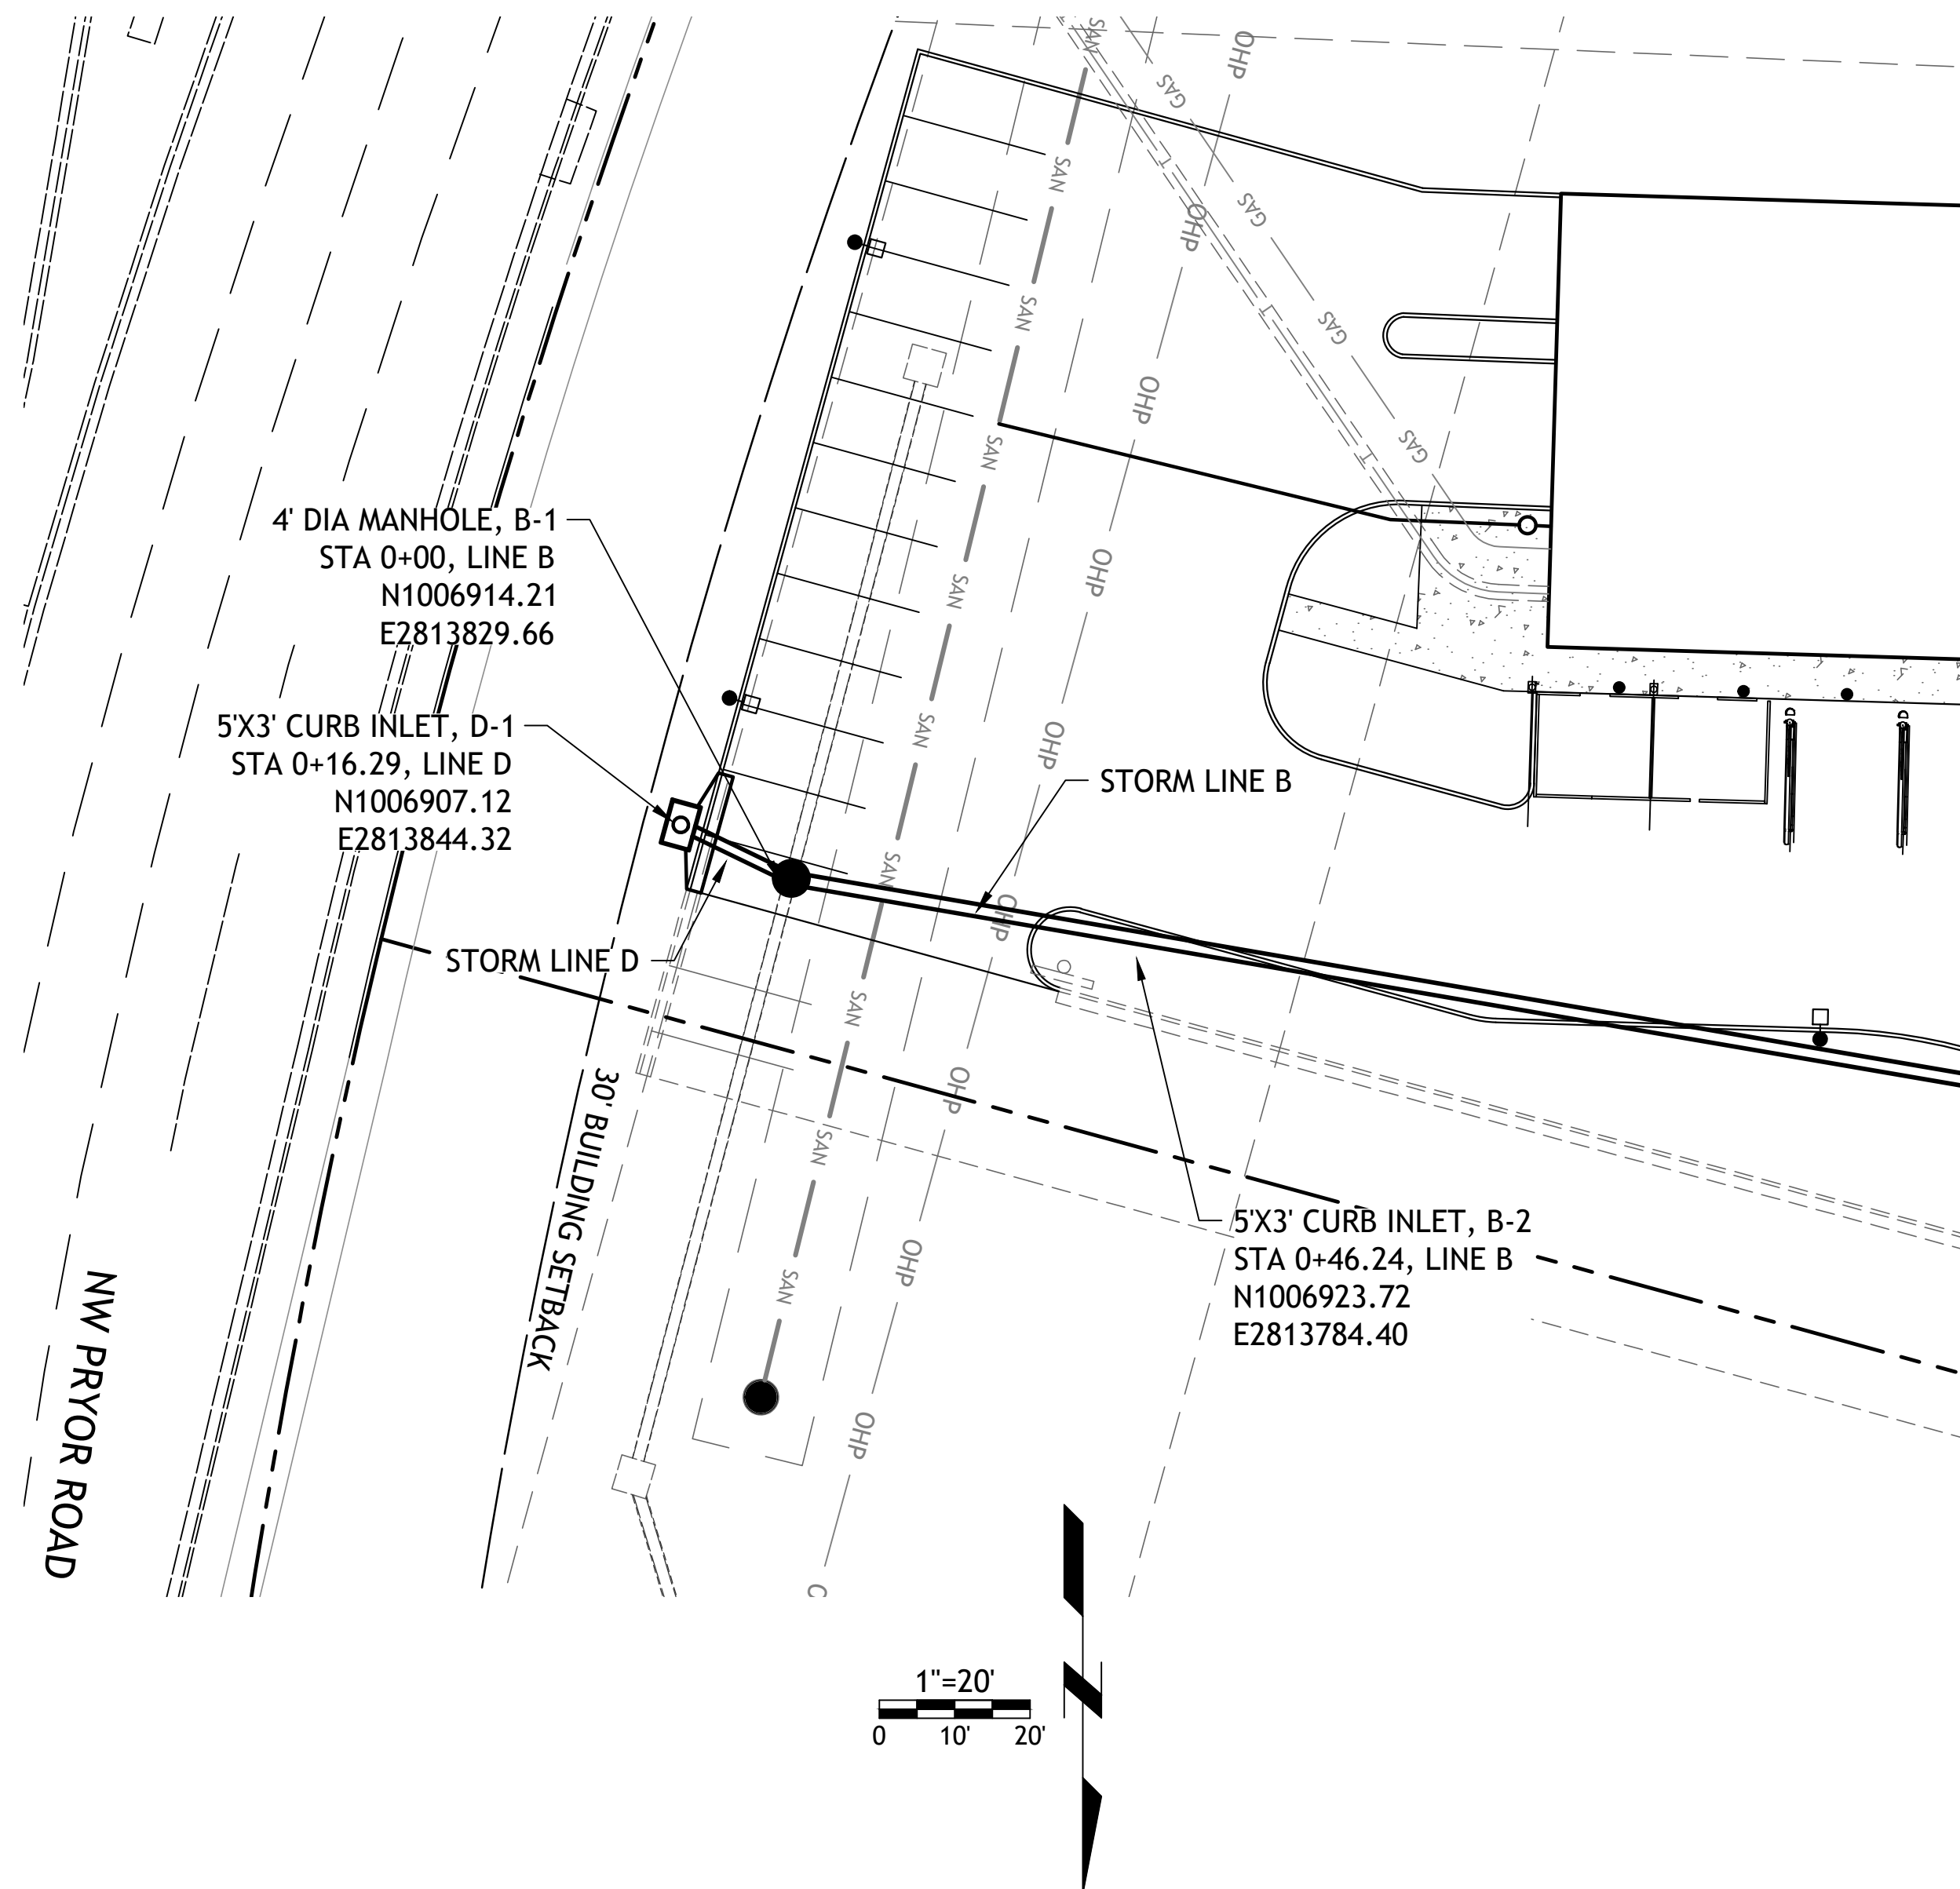 4' DIA MANHOLE, B-1
STA 0+00, LINE B
N1006914.21
E2813829.66
5'X3' CURB INLET, D-1
STA 0+16.29, LINE D
N1006907.12
E2813844.32
STORM LINE B
STORM LINE D
5'X3' CURB INLET, B-2
STA 0+46.24, LINE B
N1006923.72
E2813784.40
30' BUILDING SETBACK
NW PRYOR ROAD
SAN
SAN
SAN
SAN
SAN
SAN
SAN
SAN
SAN
SAN
OHP
OHP
OHP
OHP
OHP
OHP
OHP
OHP
OHP
GAS
GAS
GAS
GAS
T
T
T
1"=20'
0 10' 20'
N